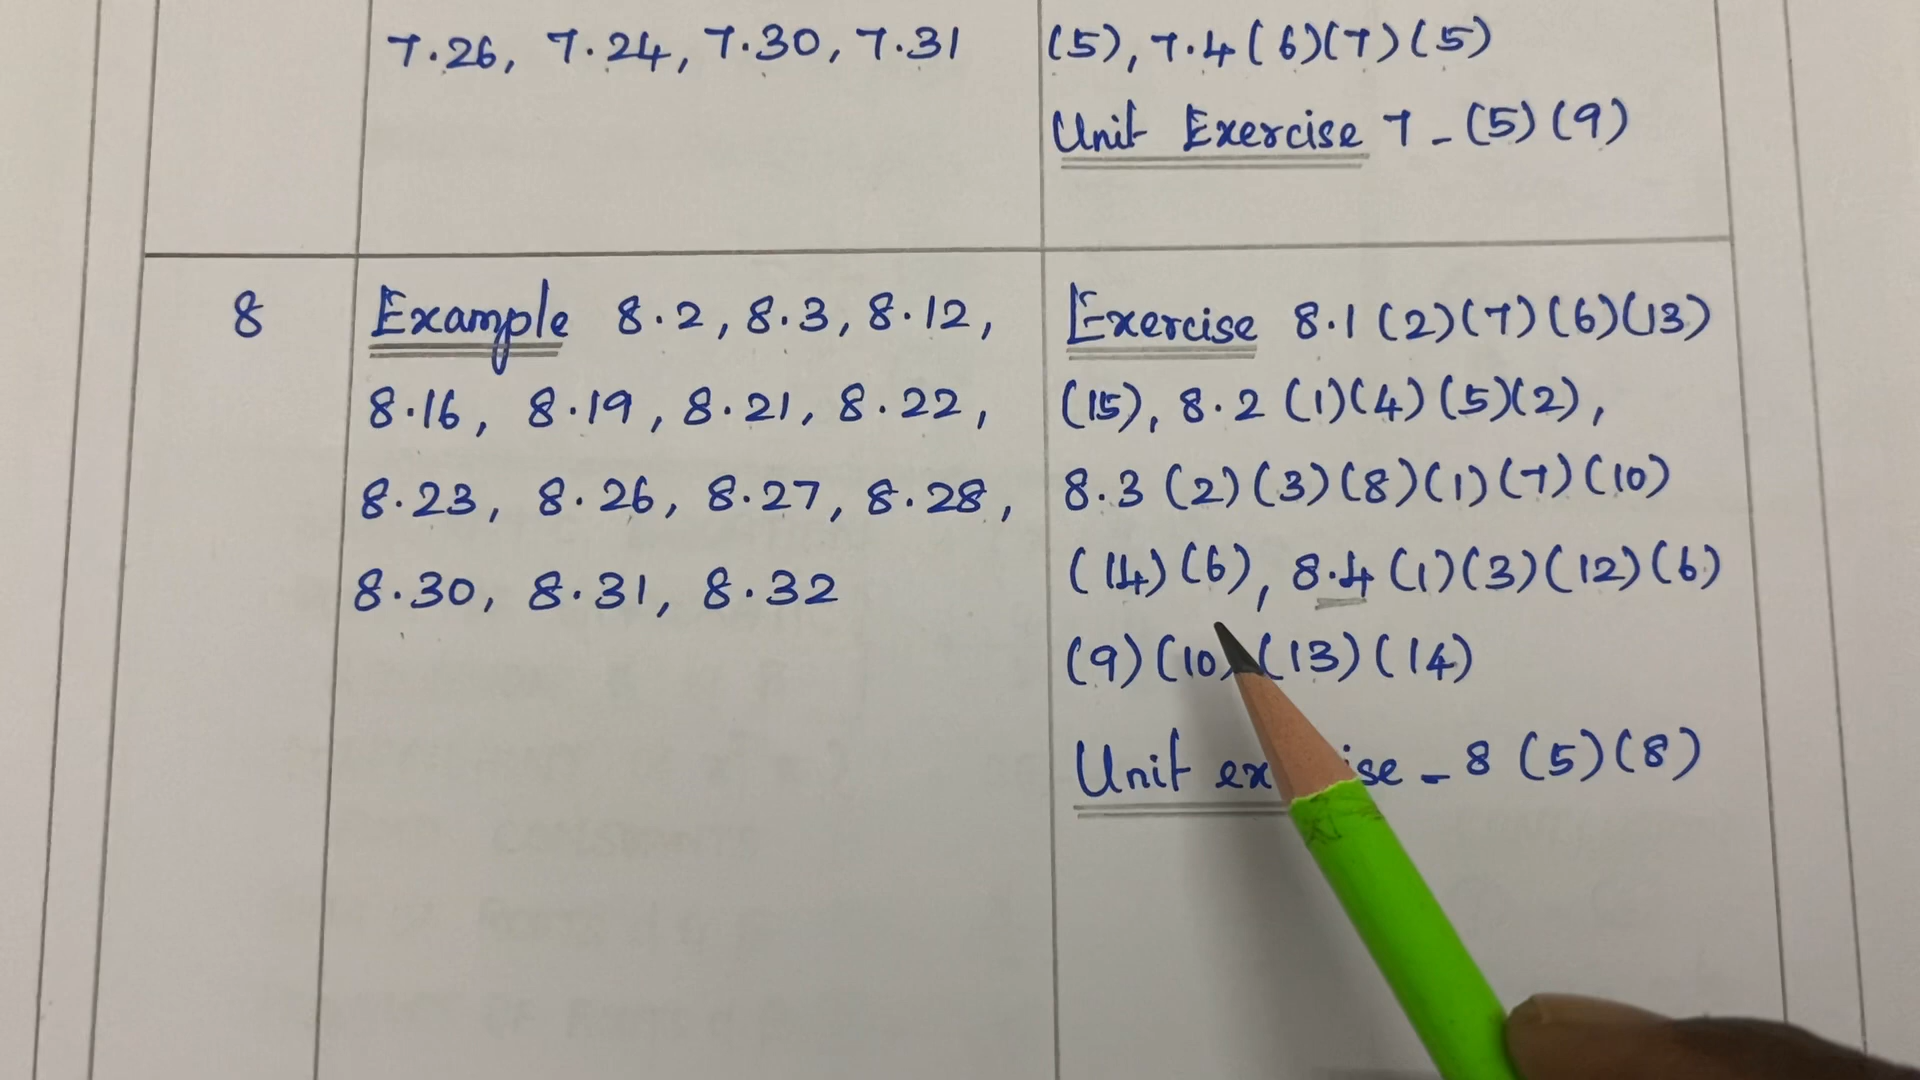 7.26, 7.24, 7.30, 7.31
(5), 7.4 (6)(7)(5)
Unit Exercise 7 - (5)(9)
8
Example 8.2, 8.3, 8.12,
8.16, 8.19, 8.21, 8.22,
8.23, 8.26, 8.27, 8.28,
8.30, 8.31, 8.32
Exercise 8.1 (2)(7)(6)(13)
(15), 8.2 (1)(4)(5)(2),
8.3 (2)(3)(8)(1)(7)(10)
(14)(6), 8.4 (1)(3)(12)(6)
(9)(10)(13)(14)
Unit - 8 (5)(8)